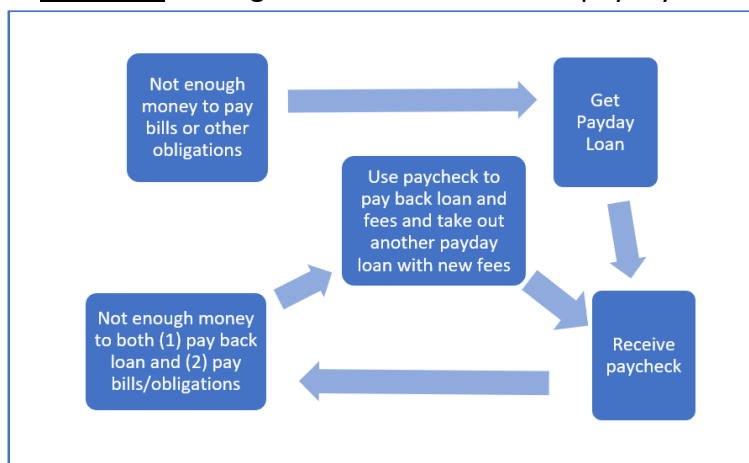 payday
Not enough
money to pay
bills or other
obligations
Get
Payday
Loan
Use paycheck to
pay back loan and
fees and take out
another payday
loan with new fees
Not enough money
to both (1) pay back
loan and (2) pay
bills/obligations
Receive
paycheck